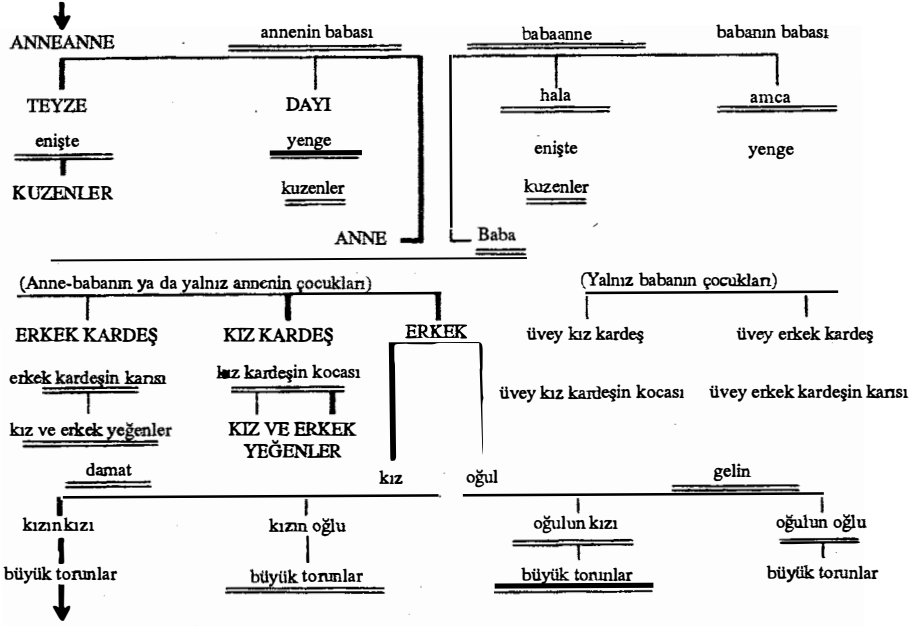 ANNEANNE annenin babası babaanne babanın babası
TEYZE DAYI hala amca
enişte yenge enişte yenge
KUZENLER kuzenler kuzenler
ANNE Baba
(Anne-babanın ya da yalnız annenin çocukları) (Yalnız babanın çocukları)
ERKEK KARDEŞ KIZ KARDEŞ ERKEK üvey kız kardeş üvey erkek kardeş
erkek kardeşin karısı kız kardeşin kocası üvey kız kardeşin kocası üvey erkek kardeşin karısı
kız ve erkek yeğenler KIZ VE ERKEK
YEĞENLER
damat kız oğul gelin
kızın kızı kızın oğlu oğulun kızı oğulun oğlu
büyük torunlar büyük torunlar büyük torunlar büyük torunlar